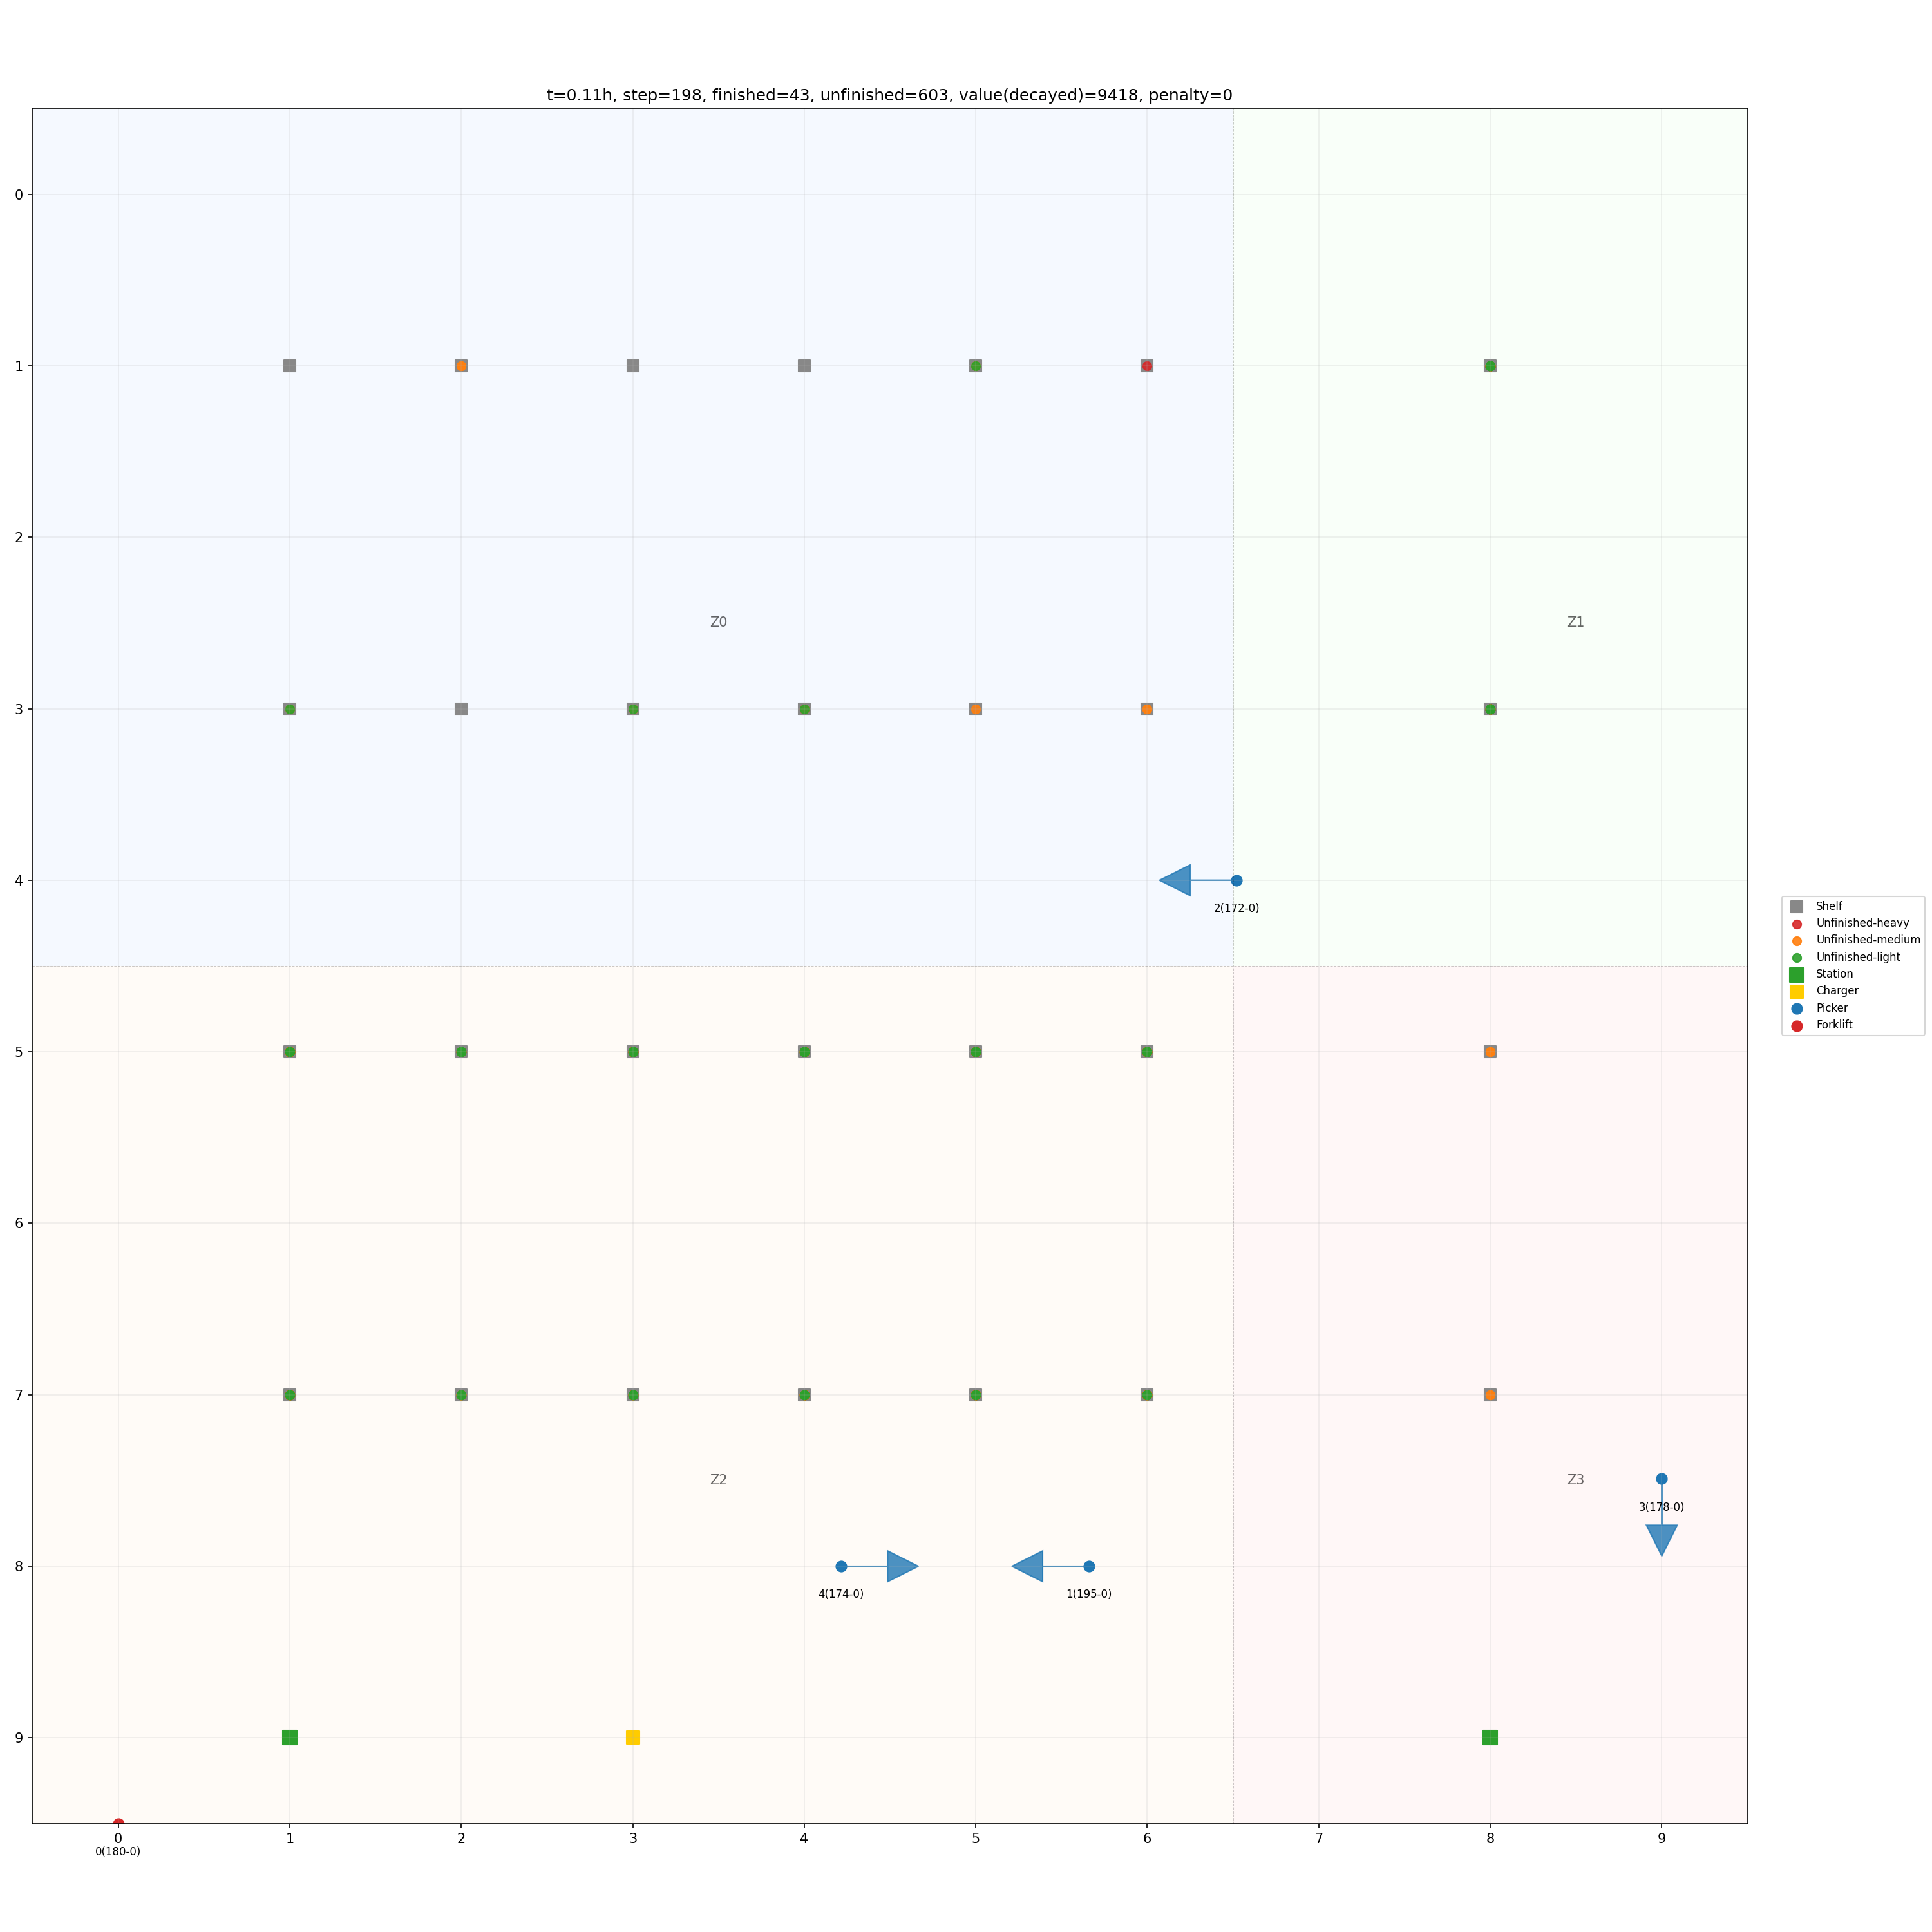 t=0.11h, step=198, finished=43, unfinished=603, value(decayed)=9418, penalty=0
0
1
2
Z0
Z1
3
4
2(172-0)
Shelf
Unfinished-heavy
Unfinished-medium
Unfinished-light
Station
Charger
Picker
Forklift
5
6
7
Z2
Z3
3(178-0)
8
4(174-0)
1(195-0)
9
0 1 2 3 4 5 6 7 8 9
0(180-0)